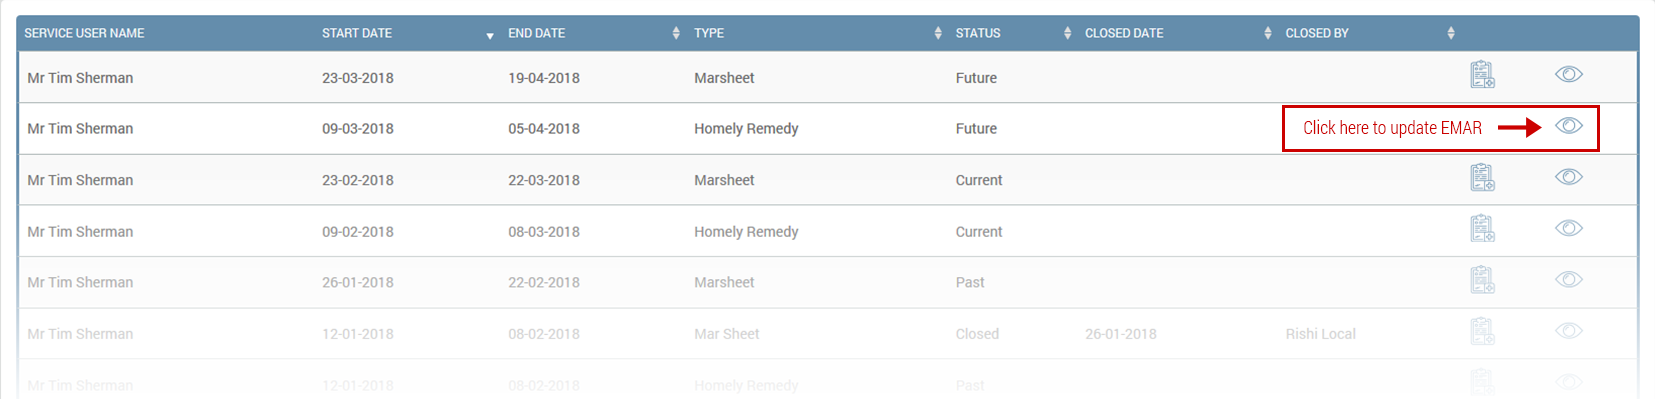 SERVICE USER NAME START DATE END DATE TYPE STATUS CLOSED DATE CLOSED BY
Mr Tim Sherman 23-03-2018 19-04-2018 Marsheet Future
Mr Tim Sherman 09-03-2018 05-04-2018 Homely Remedy Future Click here to update EMAR
Mr Tim Sherman 23-02-2018 22-03-2018 Marsheet Current
Mr Tim Sherman 09-02-2018 08-03-2018 Homely Remedy Current
Mr Tim Sherman 26-01-2018 22-02-2018 Marsheet Past
Mr Tim Sherman 12-01-2018 08-02-2018 Mar Sheet Closed 26-01-2018 Rishi Local
Mr Tim Sherman 12-01-2018 08-02-2018 Homely Remedy